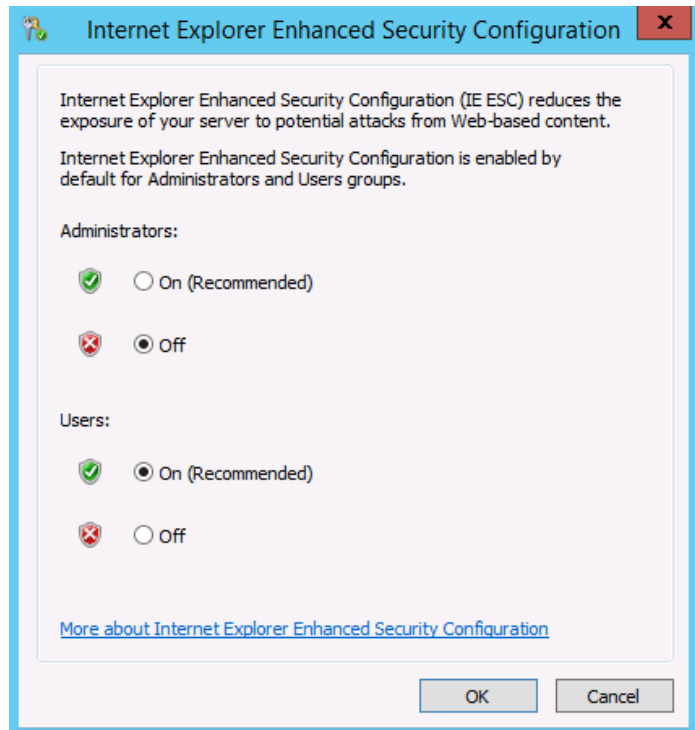 Internet Explorer Enhanced Security Configuration
x
Internet Explorer Enhanced Security Configuration (IE ESC) reduces the
exposure of your server to potential attacks from Web-based content.
Internet Explorer Enhanced Security Configuration is enabled by
default for Administrators and Users groups.
Administrators:
On (Recommended)
Off
Users:
On (Recommended)
Off
More about Internet Explorer Enhanced Security Configuration
OK Cancel